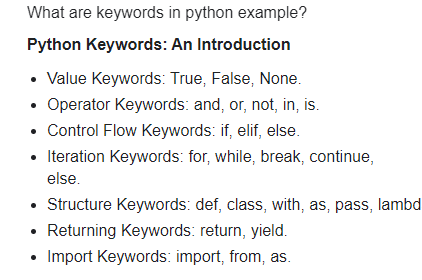 What are keywords in python example?
Python Keywords: An Introduction
• Value Keywords: True, False, None.
• Operator Keywords: and, or, not, in, is.
• Control Flow Keywords: if, elif, else.
• Iteration Keywords: for, while, break, continue,
else.
• Structure Keywords: def, class, with, as, pass, lambd
• Returning Keywords: return, yield.
• Import Keywords: import, from, as.